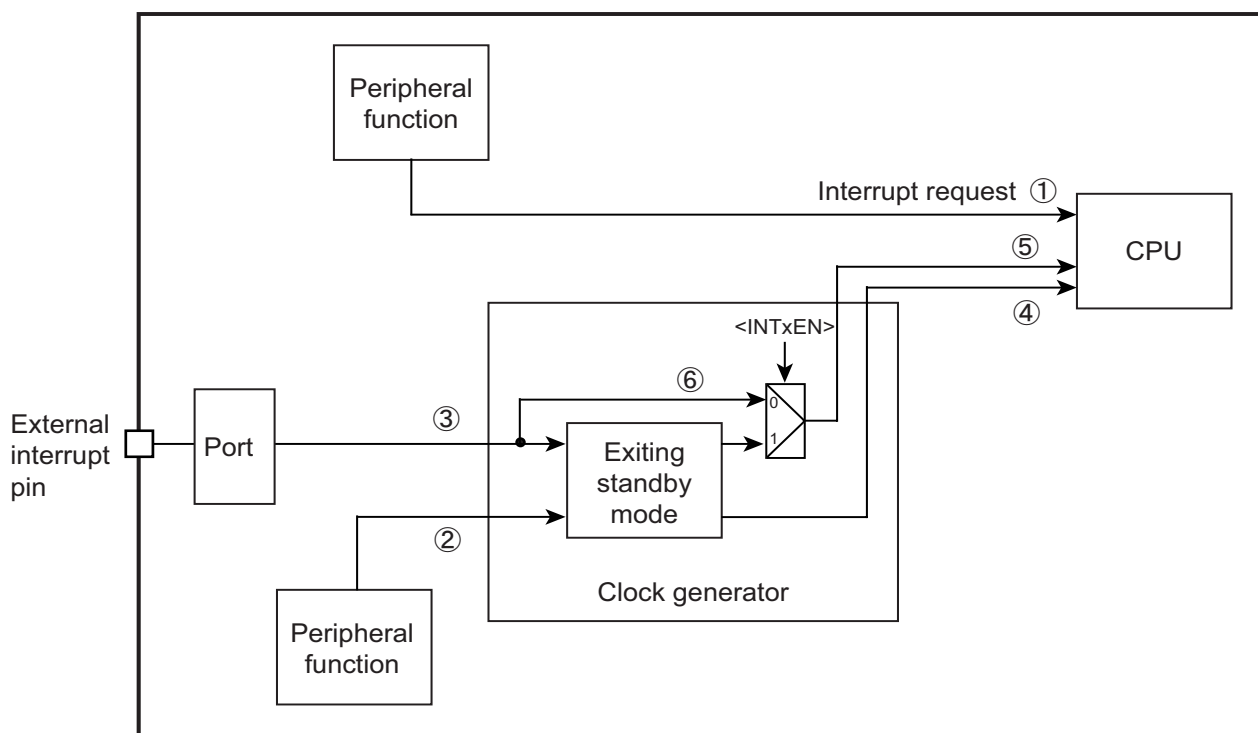 Peripheral
function
Interrupt request ①
CPU
⑤
④
<INTxEN>
⑥
0
1
External
interrupt
pin
Port
③
Exiting
standby
mode
②
Clock generator
Peripheral
function